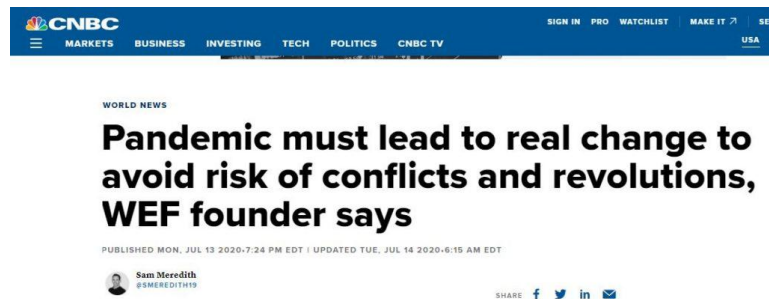 CNBC SIGN IN PRO WATCHLIST MAKE IT SE
MARKETS BUSINESS INVESTING TECH POLITICS CNBC TV USA
WORLD NEWS
Pandemic must lead to real change to
avoid risk of conflicts and revolutions,
WEF founder says
PUBLISHED MON, JUL 13 2020•7:24 PM EDT | UPDATED TUE, JUL 14 2020•6:15 AM EDT
Sam Meredith
@SMEREDITH19
SHARE